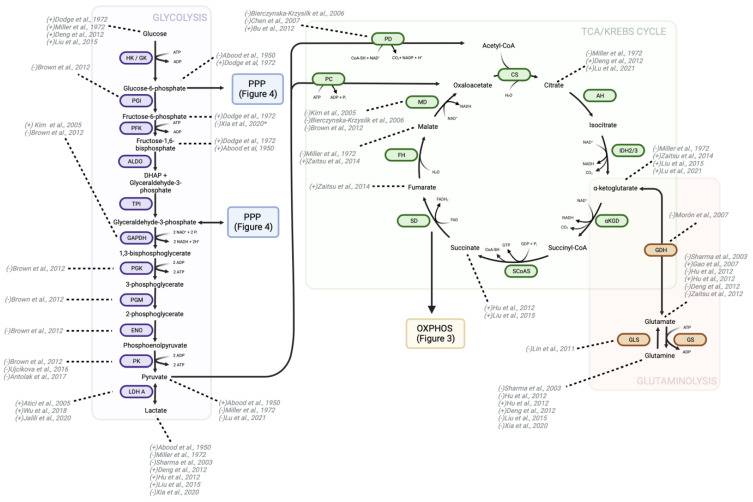 GLYCOLYSIS
(+)Dodge et al., 1972
(+)Miller et al., 1972
(+)Deng et al., 2012
(+)Liu et al., 2015
Glucose
HK / GK
ATP
ADP
(-)Abood et al., 1950
(+)Dodge et al, 1972
Glucose-6-phosphate
PPP
(Figure 4)
(-)Brown et al., 2012
PGI
Fructose-6-phosphate
(+)Dodge et al., 1972
(-)Xia et al., 2020*
PFK
ATP
ADP
(+) Kim et al., 2005
(-)Brown et al., 2012
Fructose-1,6-
bisphosphate
(+)Dodge et al., 1972
(+)Abood et al., 1950
ALDO
DHAP +
Glyceraldehyde-3-
phosphate
TPI
Glyceraldehyde-3-phosphate
PPP
(Figure 4)
GAPDH
2 NAD⁺ + 2 Pᵢ
2 NADH + 2H⁺
1,3-bisphosphoglycerate
(-)Brown et al., 2012
PGK
2 ADP
2 ATP
3-phosphoglycerate
(-)Brown et al., 2012
PGM
2-phosphoglycerate
(-)Brown et al., 2012
ENO
Phosphoenolpyruvate
(-)Brown et al., 2012
(-)Ujcikova et al., 2016
(-)Antolak et al., 2017
PK
2 ADP
2 ATP
Pyruvate
(+)Abood et al., 1950
(-)Miller et al., 1972
(-)Lu et al., 2021
(+)Atici et al., 2005
(+)Wu et al., 2018
(+)Jalili et al., 2020
LDH A
Lactate
(+)Abood et al., 1950
(-)Miller et al., 1972
(-)Sharma et al., 2003
(+)Deng et al., 2012
(+)Hu et al., 2012
(+)Liu et al., 2015
(-)Xia et al., 2020
TCA/KREBS CYCLE
(-)Bierczynska-Krzysik et al., 2006
(-)Chen et al., 2007
(+)Bu et al., 2012
PD
CoA-SH + NAD⁺
CO₂+NADP + H⁺
Acetyl-CoA
PC
ATP
ADP + Pᵢ
Oxaloacetate
CS
H₂O
Citrate
(-)Miller et al., 1972
(+)Deng et al., 2012
(+)Lu et al., 2021
AH
Isocitrate
IDH2/3
NAD⁺
NADH
CO₂
(-)Miller et al., 1972
(+)Zaitsu et al., 2014
(+)Liu et al., 2015
(+)Lu et al., 2021
α-ketoglutarate
αKGD
NAD⁺
NADH
CO₂
Succinyl-CoA
SCoAS
CoA-SH
GTP
GDP + Pᵢ
Succinate
(+)Hu et al., 2012
(+)Liu et al., 2015
SD
FADH₂
FAD
OXPHOS
(Figure 3)
Fumarate
(+)Zaitsu et al., 2014
FH
H₂O
Malate
(-)Miller et al., 1972
(+)Zaitsu et al., 2014
MD
NADH
NAD⁺
(-)Kim et al., 2005
(-)Bierczynska-Krzysik et al., 2006
(-)Brown et al., 2012
GLUTAMINOLYSIS
GDH
(-)Morón et al., 2007
(-)Sharma et al., 2003
(+)Gao et al., 2007
(-)Hu et al., 2012
(+)Hu et al., 2012
(-)Deng et al., 2012
(-)Zaitsu et al., 2012
Glutamate
GLS
GS
ATP
ADP
(-)Lin et al., 2011
Glutamine
(-)Sharma et al., 2003
(-)Hu et al., 2012
(+)Hu et al., 2012
(+)Deng et al., 2012
(-)Liu et al., 2015
(-)Xia et al., 2020